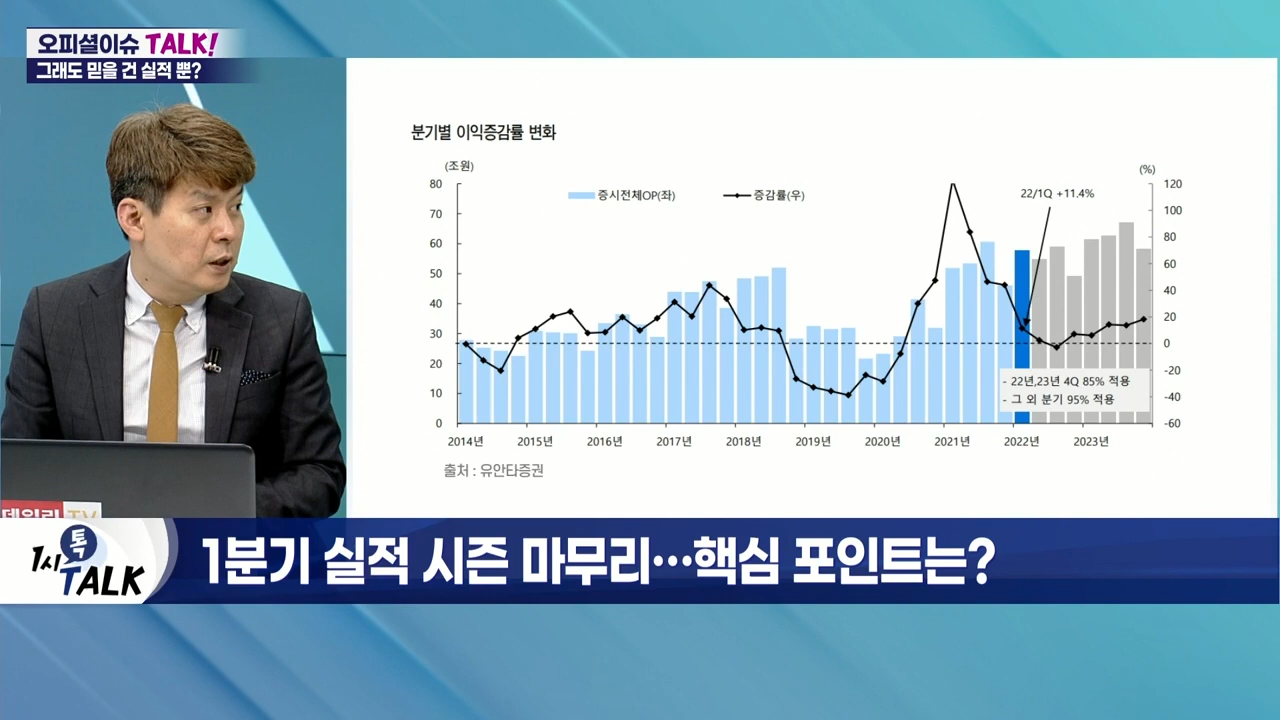 오피셜이슈 TALK!
그래도 믿을 건 실적 뿐?
분기별 이익증감률 변화
(조원)
(%)
80
70
60
50
40
30
20
10
0
증시전체OP(좌)
증감률(우)
22/1Q +11.4%
120
100
80
60
40
20
0
-20
-40
-60
- 22년,23년 4Q 85% 적용
- 그 외 분기 95% 적용
2014년 2015년 2016년 2017년 2018년 2019년 2020년 2021년 2022년 2023년
출처 : 유안타증권
데일리 TV
1시 톡 TALK
1분기 실적 시즌 마무리…핵심 포인트는?